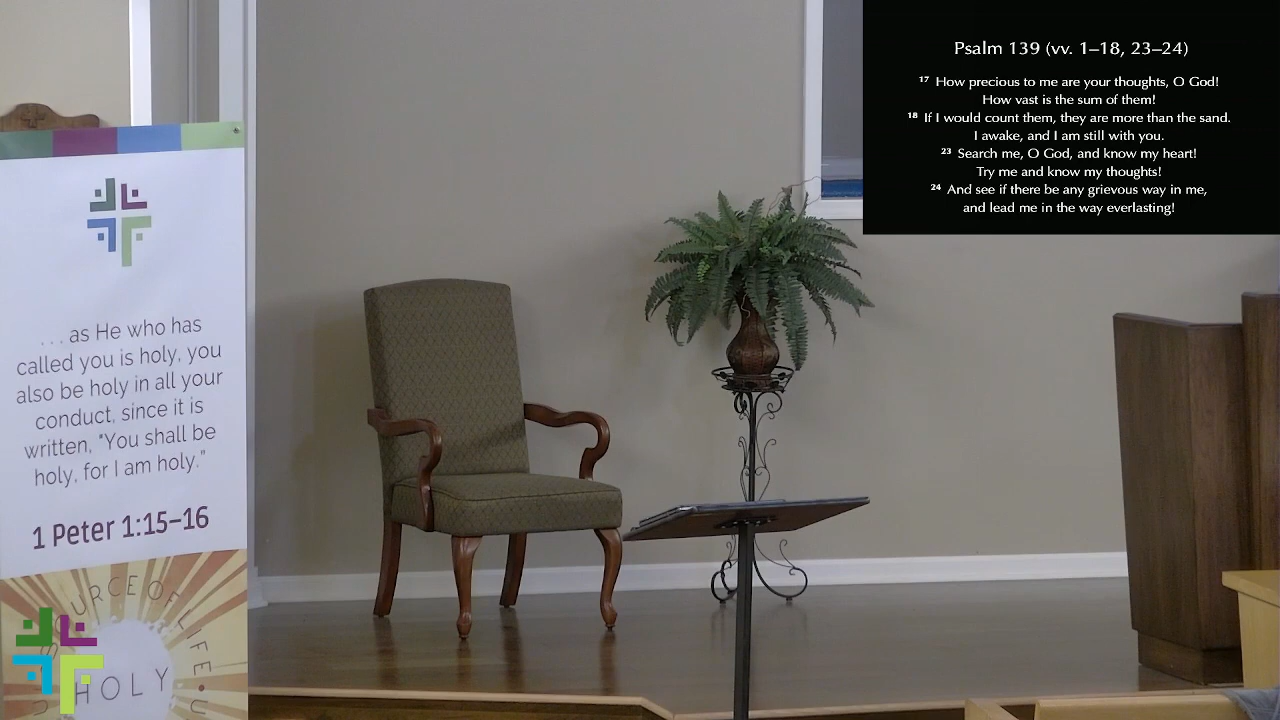 . . . as He who has
called you is holy, you
also be holy in all your
conduct, since it is
written, "You shall be
holy, for I am holy."
1 Peter 1:15–16
SOURCE OF LIFE • U
HOLY
Psalm 139 (vv. 1–18, 23–24)
17 How precious to me are your thoughts, O God!
How vast is the sum of them!
18 If I would count them, they are more than the sand.
I awake, and I am still with you.
23 Search me, O God, and know my heart!
Try me and know my thoughts!
24 And see if there be any grievous way in me,
and lead me in the way everlasting!